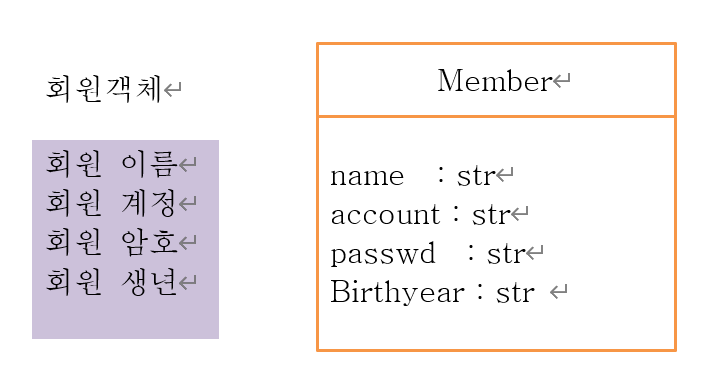 회원객체
회원 이름
회원 계정
회원 암호
회원 생년
Member
name : str
account : str
passwd : str
Birthyear : str